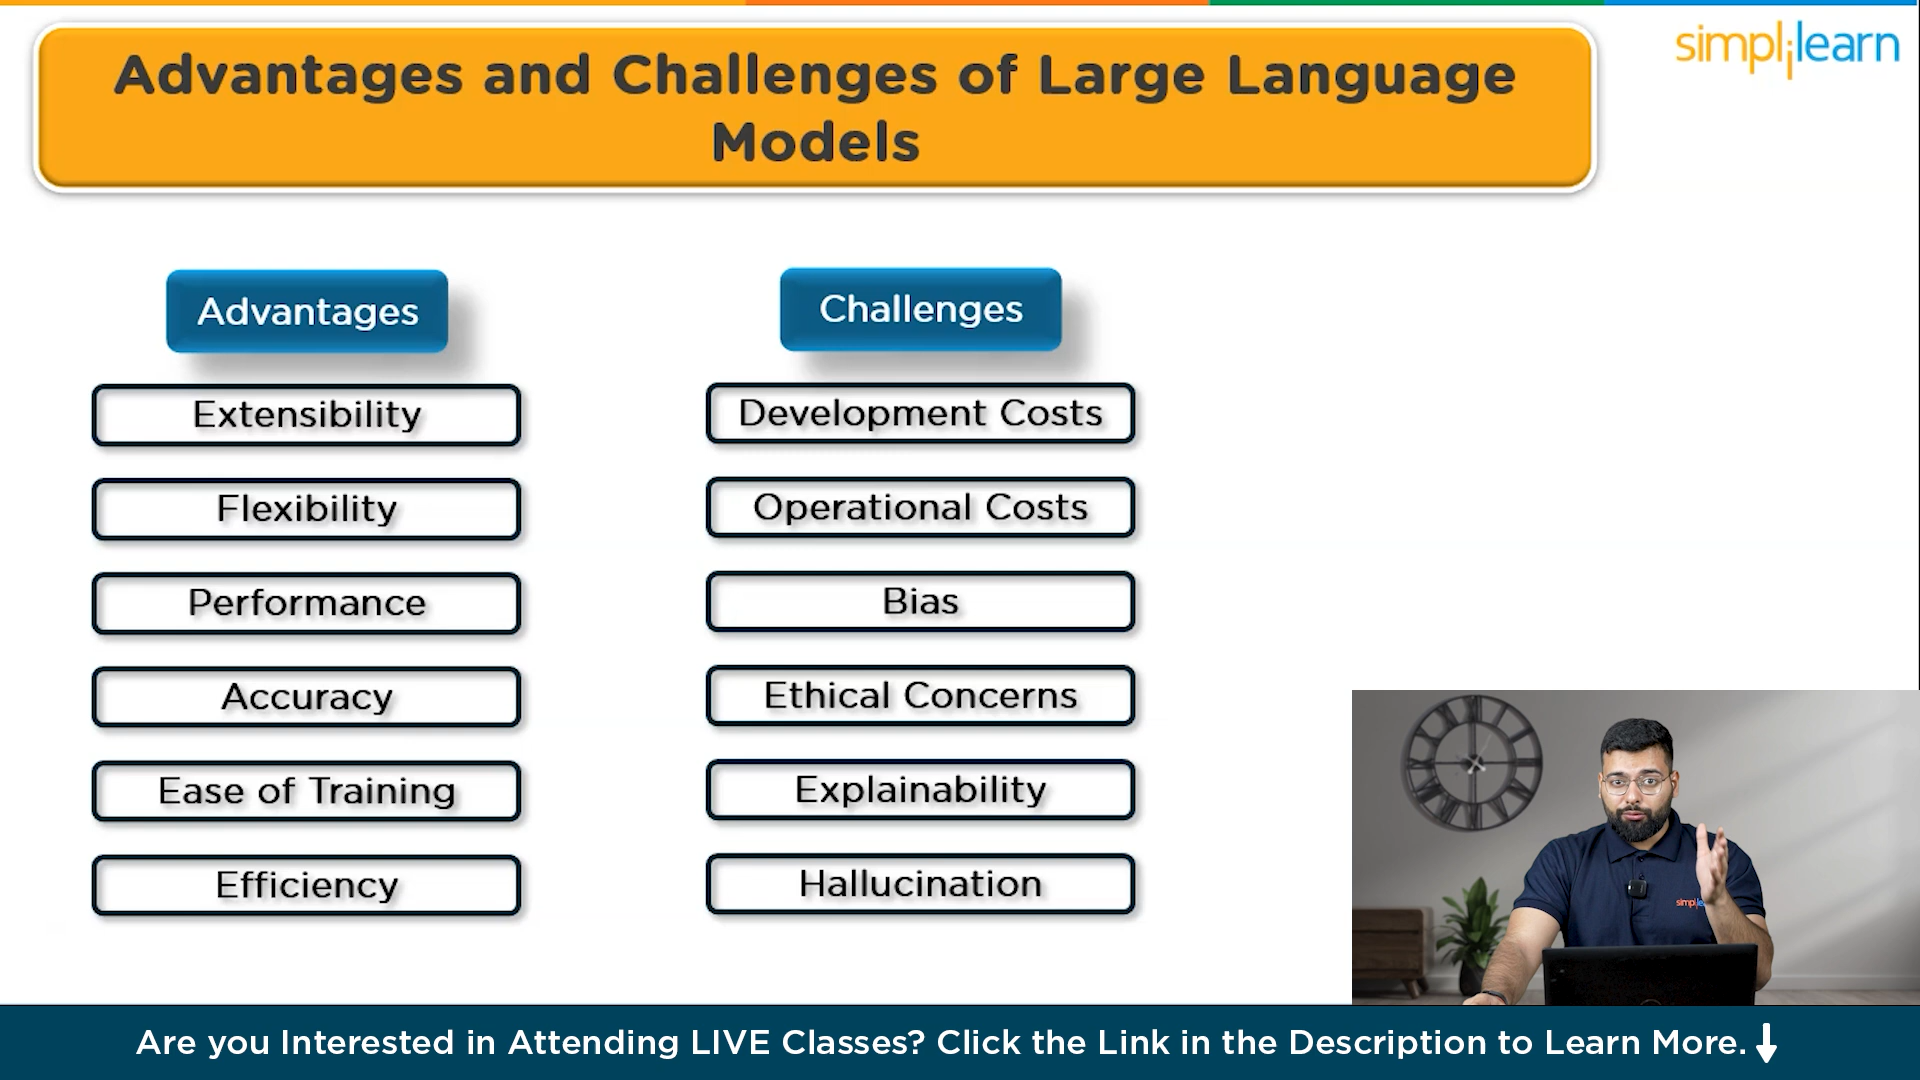 simplilearn
Advantages and Challenges of Large Language
Models
Advantages
Extensibility
Flexibility
Performance
Accuracy
Ease of Training
Efficiency
Challenges
Development Costs
Operational Costs
Bias
Ethical Concerns
Explainability
Hallucination
Are you Interested in Attending LIVE Classes? Click the Link in the Description to Learn More.